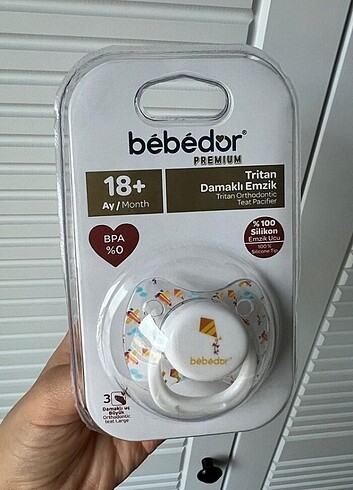 bébédor®
PREMIUM
18+
Ay / Month
Tritan
Damaklı Emzik
Tritan Orthodontic
Teat Pacifier
BPA
%0
%100
Silikon
Emzik Ucu
100%
Silicone Tip
bébédor®
3
Damaklı uç
Büyük
Orthodontic
teat Large